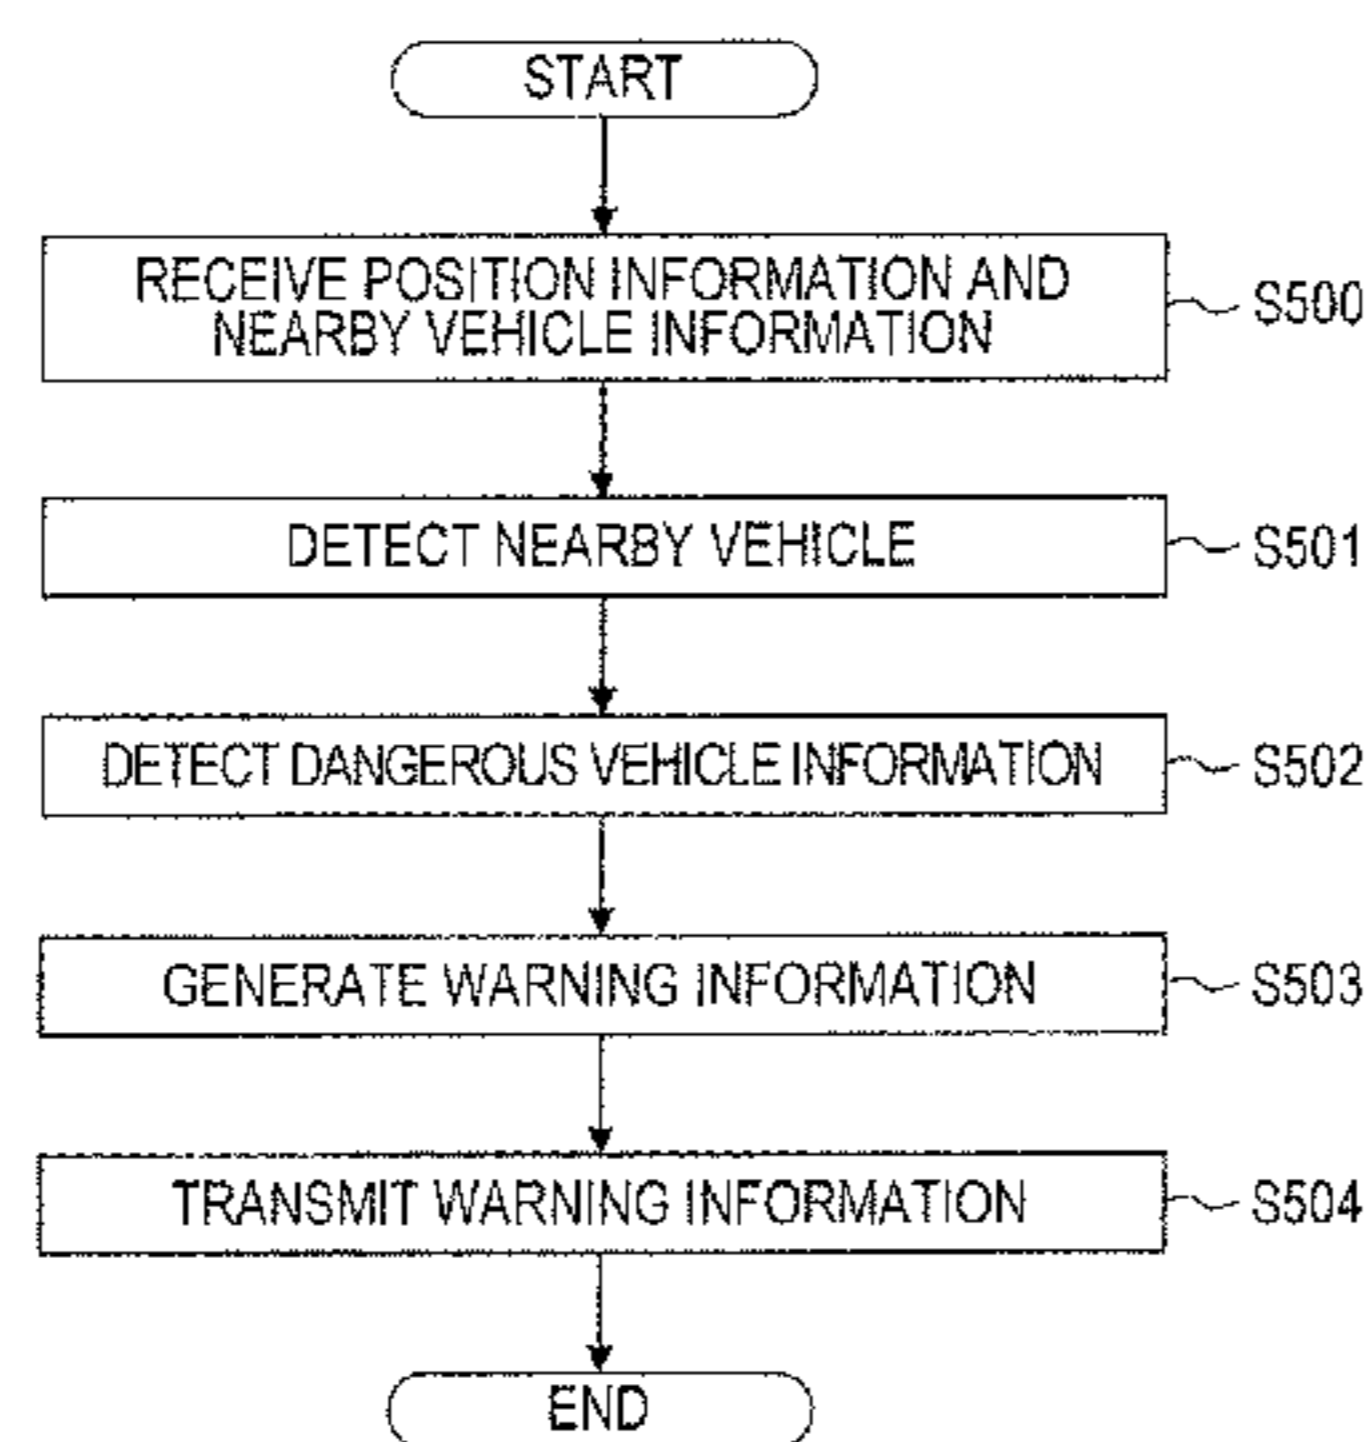 START
RECEIVE POSITION INFORMATION AND
NEARBY VEHICLE INFORMATION
S500
DETECT NEARBY VEHICLE
S501
DETECT DANGEROUS VEHICLE INFORMATION
S502
GENERATE WARNING INFORMATION
S503
TRANSMIT WARNING INFORMATION
S504
END